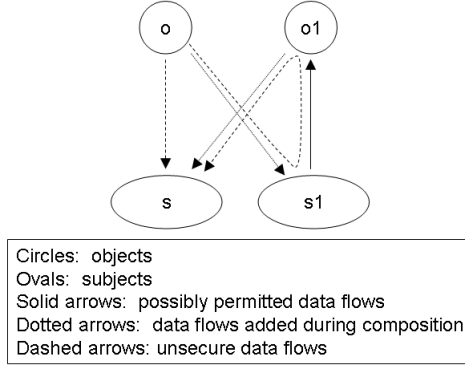 o
o1
s
s1
Circles: objects
Ovals: subjects
Solid arrows: possibly permitted data flows
Dotted arrows: data flows added during composition
Dashed arrows: unsecure data flows